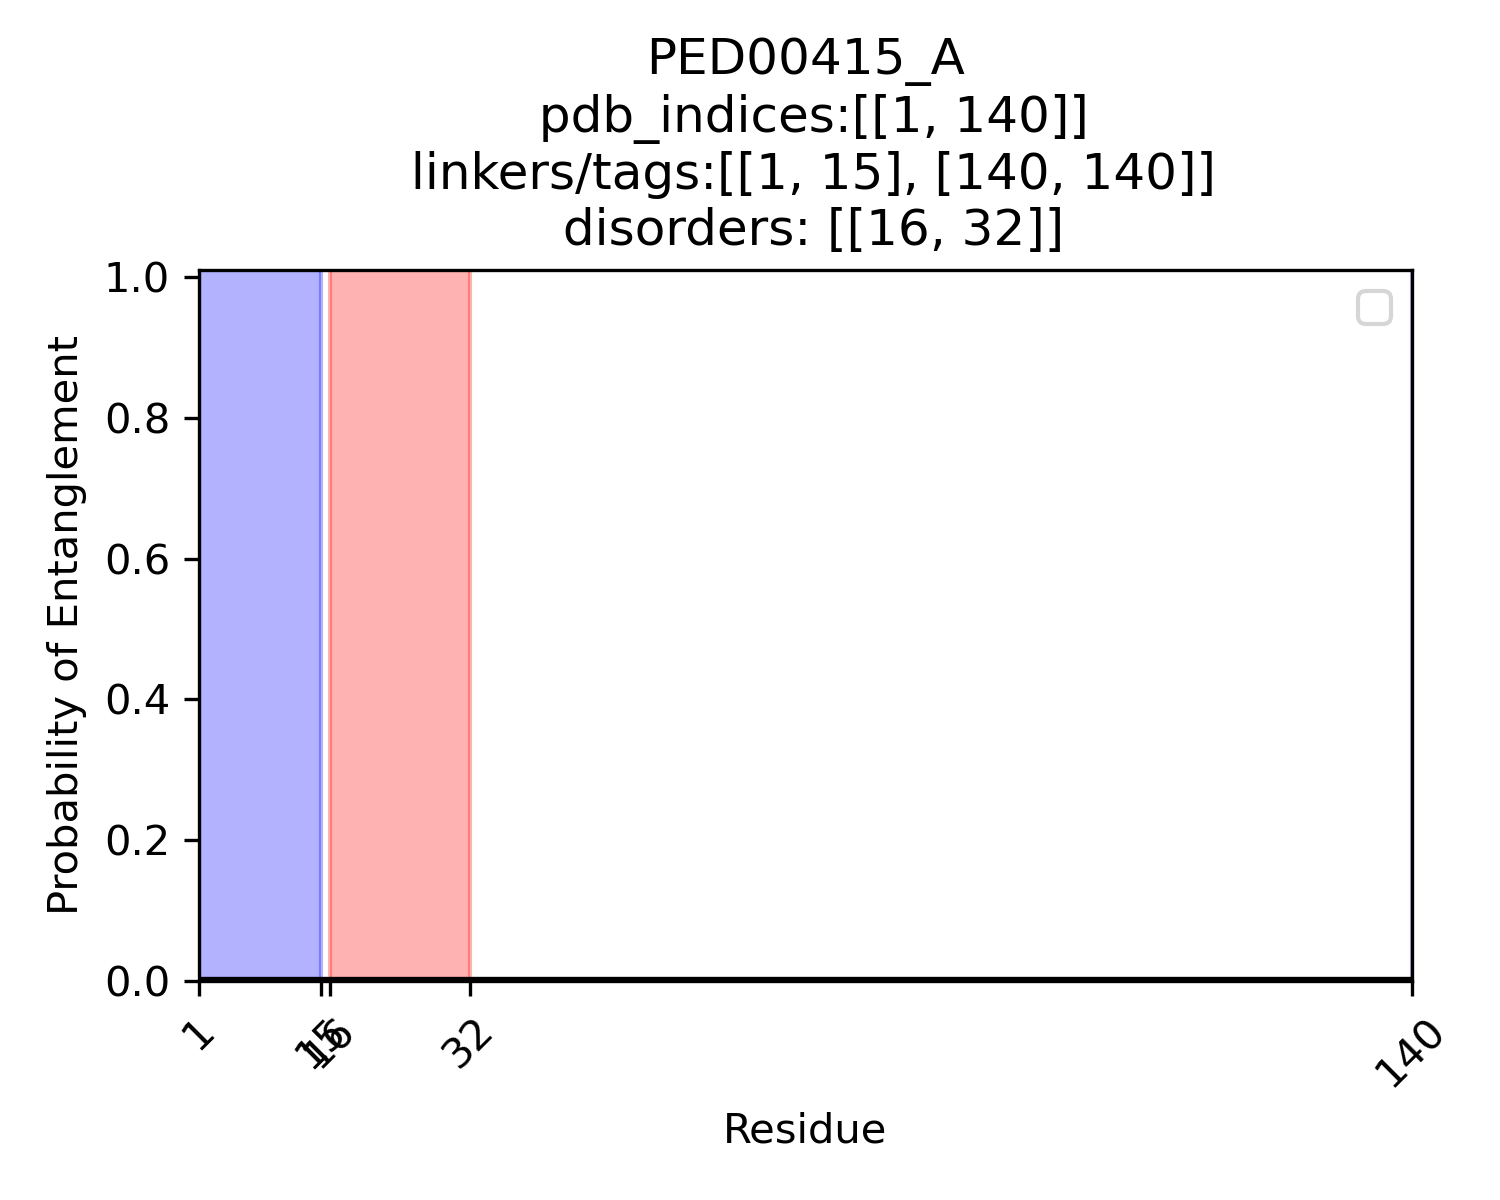 PED00415_A
pdb_indices:[[1, 140]]
linkers/tags:[[1, 15], [140, 140]]
disorders: [[16, 32]]
1.0
0.8
0.6
0.4
0.2
0.0
Probability of Entanglement
1
15
16
32
140
Residue